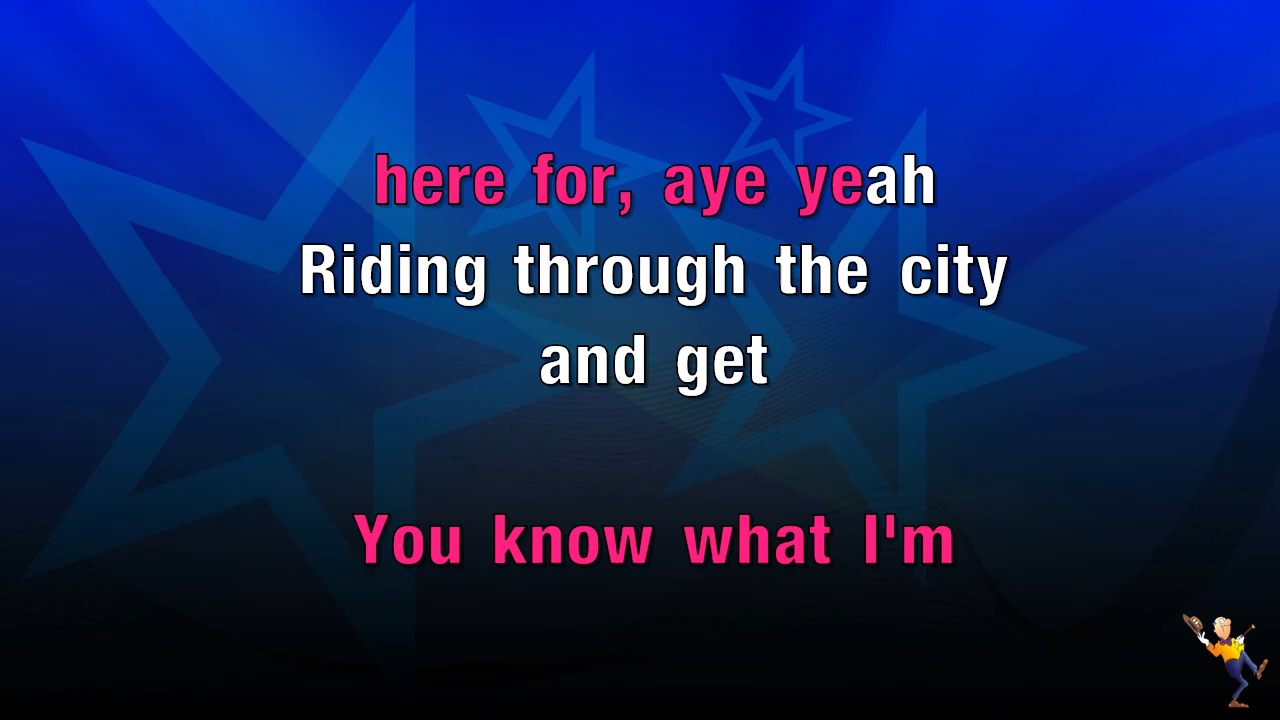 here for, aye yeah
Riding through the city
and get
You know what I'm